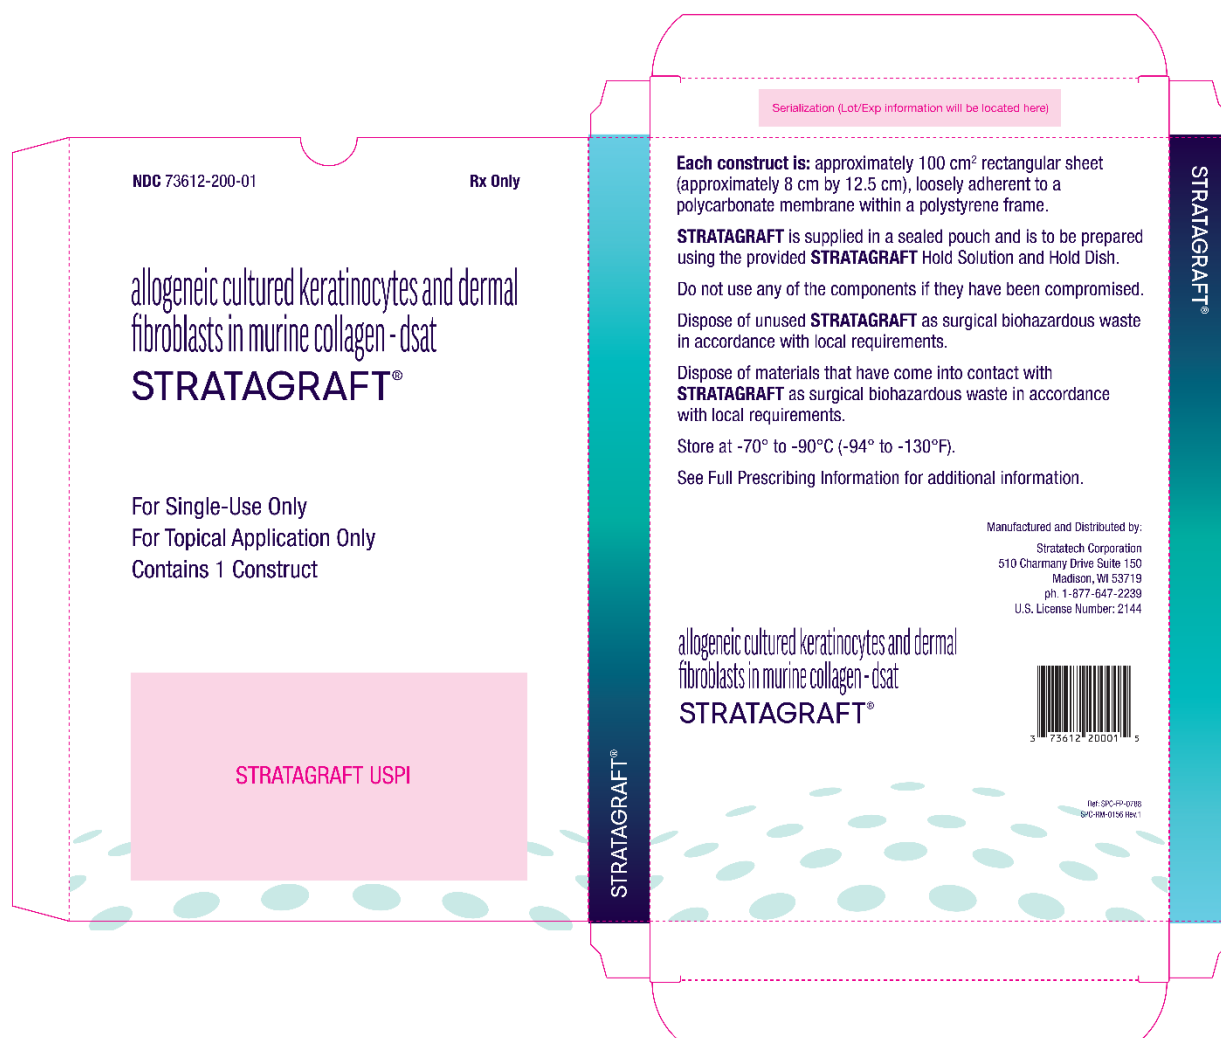 NDC 73612-200-01
Rx Only
allogeneic cultured keratinocytes and dermal
fibroblasts in murine collagen - dsat
STRATAGRAFT®
For Single-Use Only
For Topical Application Only
Contains 1 Construct
STRATAGRAFT USPI
STRATAGRAFT®
Serialization (Lot/Exp information will be located here)
Each construct is: approximately 100 cm² rectangular sheet
(approximately 8 cm by 12.5 cm), loosely adherent to a
polycarbonate membrane within a polystyrene frame.
STRATAGRAFT is supplied in a sealed pouch and is to be prepared
using the provided STRATAGRAFT Hold Solution and Hold Dish.
Do not use any of the components if they have been compromised.
Dispose of unused STRATAGRAFT as surgical biohazardous waste
in accordance with local requirements.
Dispose of materials that have come into contact with
STRATAGRAFT as surgical biohazardous waste in accordance
with local requirements.
Store at -70° to -90°C (-94° to -130°F).
See Full Prescribing Information for additional information.
Manufactured and Distributed by:
Stratatech Corporation
510 Charmany Drive Suite 150
Madison, WI 53719
ph. 1-877-647-2239
U.S. License Number: 2144
allogeneic cultured keratinocytes and dermal
fibroblasts in murine collagen - dsat
STRATAGRAFT®
3 73612 20001 5
Ref: SPC-FP-0788
SPC-RM-0156 Rev.1
STRATAGRAFT®